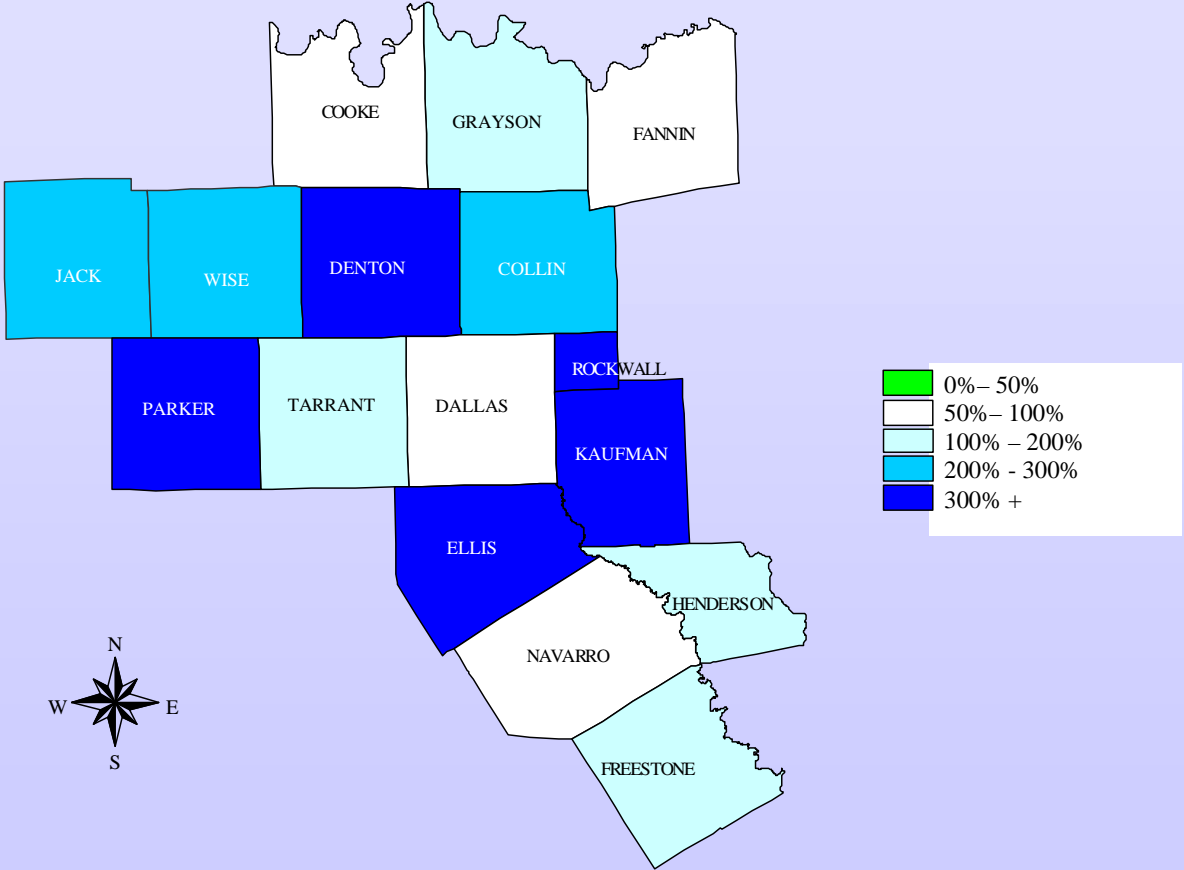 COOKE
GRAYSON
FANNIN
JACK
WISE
DENTON
COLLIN
PARKER
TARRANT
DALLAS
ROCKWALL
KAUFMAN
ELLIS
HENDERSON
NAVARRO
FREESTONE
0%– 50%
50%– 100%
100% – 200%
200% - 300%
300% +
N
W E
S